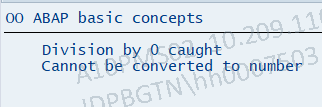 OO ABAP basic concepts
Division by 0 caught
Cannot be converted to number